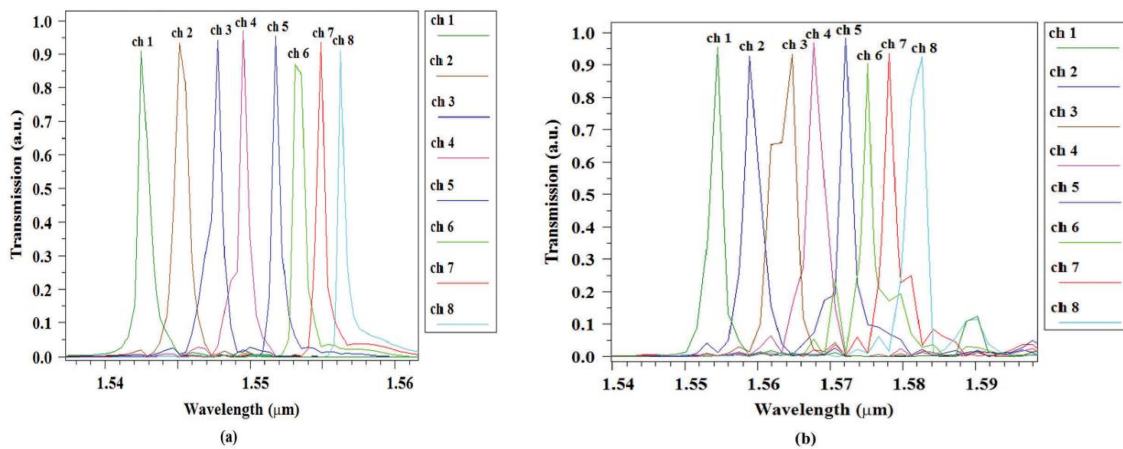 ch 1 ch 2 ch 3 ch 4 ch 5 ch 6 ch 7 ch 8
1.0
0.9
0.8
0.7
0.6
0.5
0.4
0.3
0.2
0.1
0.0
Transmission (a.u.)
1.54 1.55 1.56
Wavelength (μm)
(a)
ch 1
ch 2
ch 3
ch 4
ch 5
ch 6
ch 7
ch 8
ch 1 ch 2 ch 3 ch 4 ch 5 ch 6 ch 7 ch 8
1.0
0.9
0.8
0.7
0.6
0.5
0.4
0.3
0.2
0.1
0.0
Transmission (a.u.)
1.54 1.55 1.56 1.57 1.58 1.59
Wavelength (μm)
(b)
ch 1
ch 2
ch 3
ch 4
ch 5
ch 6
ch 7
ch 8